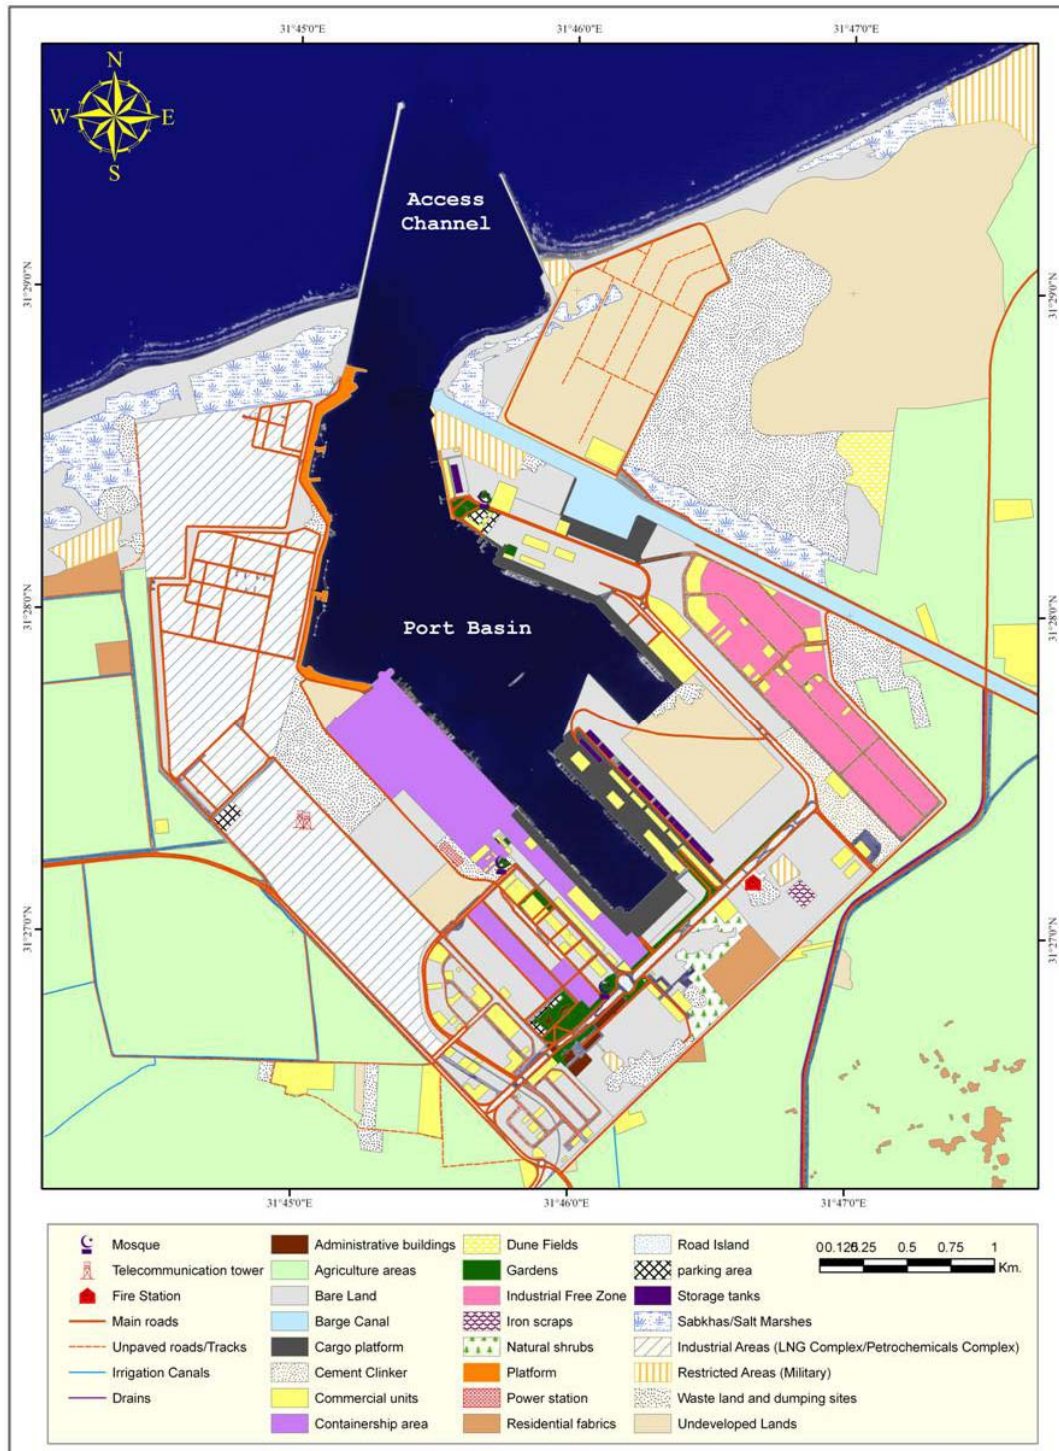 31°45'0"E
31°46'0"E
31°47'0"E
N
W
E
S
Access
Channel
31°29'0"N
31°29'0"N
31°28'0"N
31°28'0"N
Port Basin
31°27'0"N
31°27'0"N
31°45'0"E
31°46'0"E
31°47'0"E
Mosque
Telecommunication tower
Fire Station
Main roads
Unpaved roads/Tracks
Irrigation Canals
Drains
Administrative buildings
Agriculture areas
Bare Land
Barge Canal
Cargo platform
Cement Clinker
Commercial units
Containership area
Dune Fields
Gardens
Industrial Free Zone
Iron scraps
Natural shrubs
Platform
Power station
Residential fabrics
Road Island
parking area
Storage tanks
Sabkhas/Salt Marshes
Industrial Areas (LNG Complex/Petrochemicals Complex)
Restricted Areas (Military)
Waste land and dumping sites
Undeveloped Lands
0 0.125 0.25 0.5 0.75 1
Km.